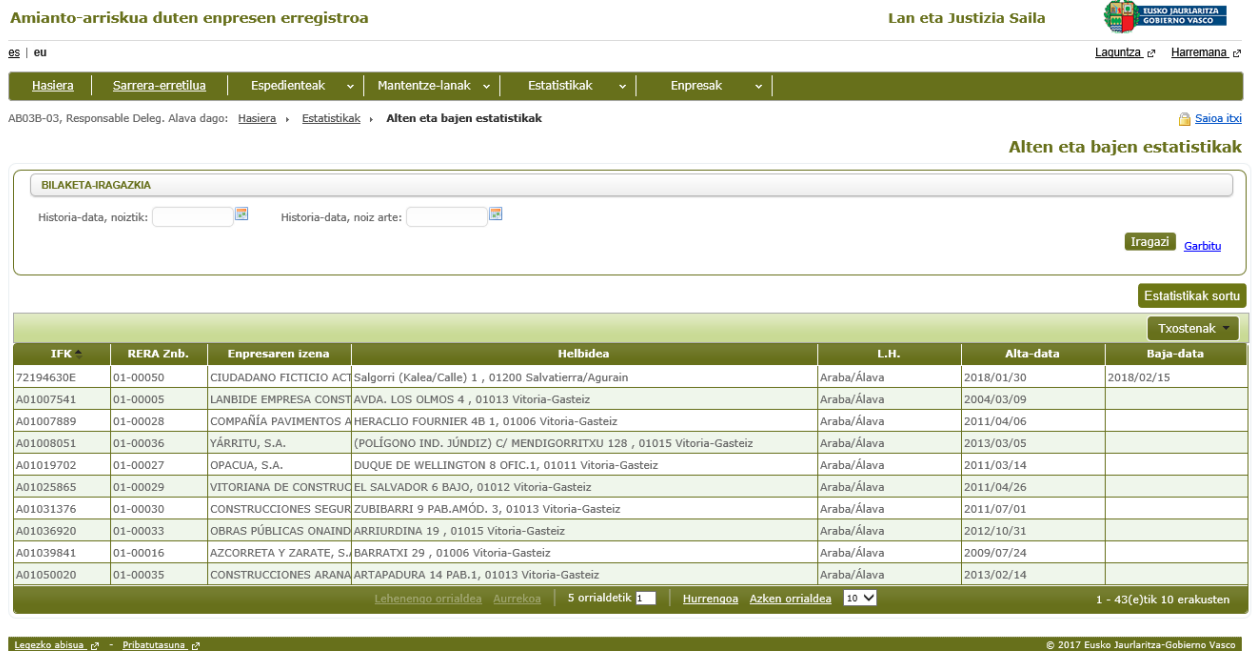 Amianto-arriskua duten enpresen erregistroa
Lan eta Justizia Saila
EUSKO JAURLARITZA
GOBIERNO VASCO
es | eu
Laguntza Harremana
Hasiera Sarrera-erretilua Espedienteak Mantentze-lanak Estatistikak Enpresak
AB03B-03, Responsable Deleg. Alava dago: Hasiera Estatistikak Alten eta bajen estatistikak
Saioa itxi
Alten eta bajen estatistikak
BILAKETA-IRAGAZKIA
Historia-data, noiztik: Historia-data, noiz arte:
Iragazi Garbitu
Estatistikak sortu
Txostenak
IFK RERA Znb. Enpresaren izena Helbidea L.H. Alta-data Baja-data
72194630E 01-00050 CIUDADANO FICTICIO ACT Salgorri (Kalea/Calle) 1 , 01200 Salvatierra/Agurain Araba/Álava 2018/01/30 2018/02/15
A01007541 01-00005 LANBIDE EMPRESA CONST AVDA. LOS OLMOS 4 , 01013 Vitoria-Gasteiz Araba/Álava 2004/03/09
A01007889 01-00028 COMPAÑÍA PAVIMENTOS A HERACLIO FOURNIER 4B 1, 01006 Vitoria-Gasteiz Araba/Álava 2011/04/06
A01008051 01-00036 YÁRRITU, S.A. (POLÍGONO IND. JÚNDIZ) C/ MENDIGORRITXU 128 , 01015 Vitoria-Gasteiz Araba/Álava 2013/03/05
A01019702 01-00027 OPACUA, S.A. DUQUE DE WELLINGTON 8 OFIC.1, 01011 Vitoria-Gasteiz Araba/Álava 2011/03/14
A01025865 01-00029 VITORIANA DE CONSTRUC EL SALVADOR 6 BAJO, 01012 Vitoria-Gasteiz Araba/Álava 2011/04/26
A01031376 01-00030 CONSTRUCCIONES SEGUR ZUBIBARRI 9 PAB.AMÓD. 3, 01013 Vitoria-Gasteiz Araba/Álava 2011/07/01
A01036920 01-00033 OBRAS PÚBLICAS ONAIND ARRIURDINA 19 , 01015 Vitoria-Gasteiz Araba/Álava 2012/10/31
A01039841 01-00016 AZCORRETA Y ZARATE, S. BARRATXI 29 , 01006 Vitoria-Gasteiz Araba/Álava 2009/07/24
A01050020 01-00035 CONSTRUCCIONES ARANA ARTAPADURA 14 PAB.1, 01013 Vitoria-Gasteiz Araba/Álava 2013/02/14
Lehenengo orrialdea Aurrekoa 5 orrialdetik 1 Hurrengoa Azken orrialdea 10 1 - 43(e)tik 10 erakusten
Legezko abisua - Pribatutasuna © 2017 Eusko Jaurlaritza-Gobierno Vasco